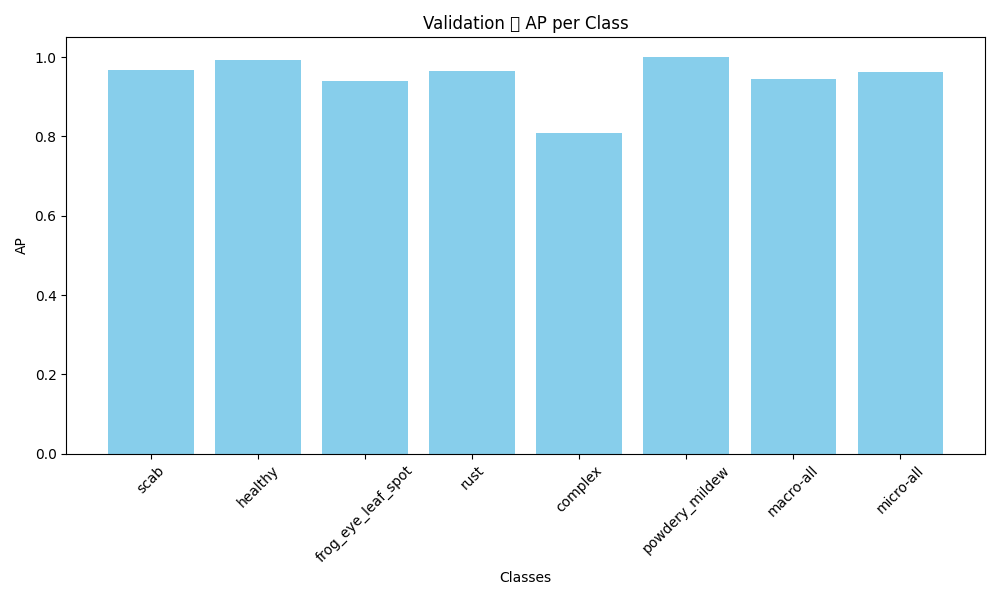 Validation  AP per Class
1.0
0.8
0.6
0.4
0.2
0.0
AP
scab
healthy
frog_eye_leaf_spot
rust
complex
powdery_mildew
macro-all
micro-all
Classes